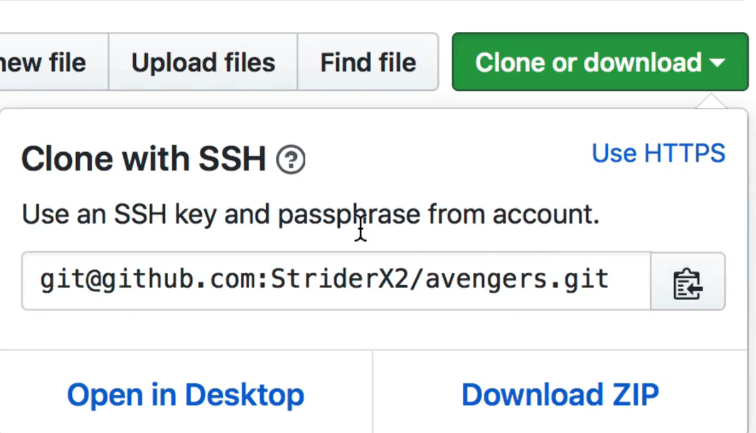 new file Upload files Find file Clone or download
Clone with SSH ?
Use HTTPS
Use an SSH key and passphrase from account.
git@github.com:StriderX2/avengers.git
Open in Desktop Download ZIP